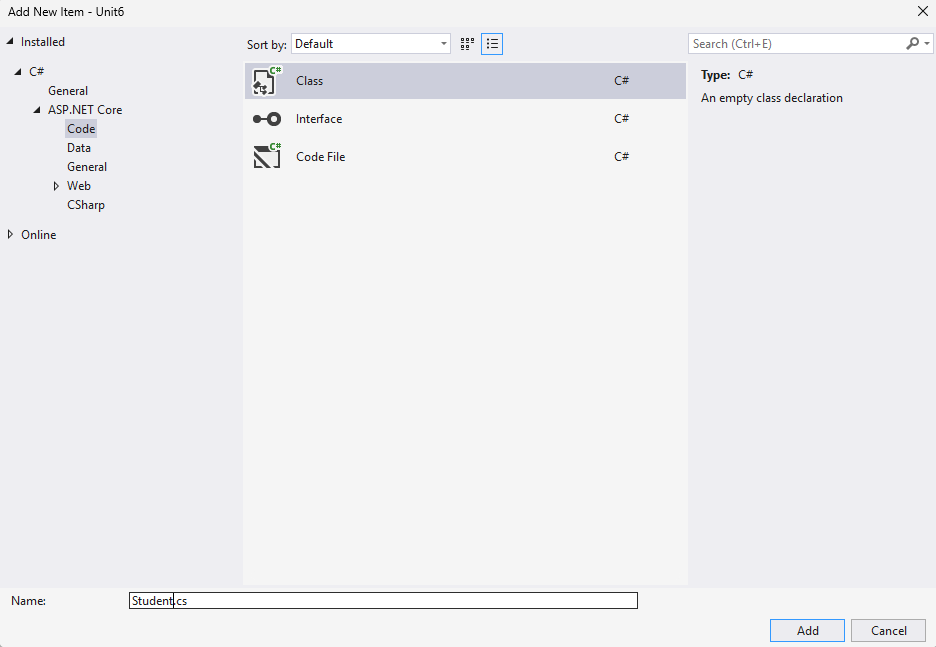 Add New Item - Unit6
Installed
C#
General
ASP.NET Core
Code
Data
General
Web
CSharp
Online
Sort by: Default
Class C#
Interface C#
Code File C#
Search (Ctrl+E)
Type: C#
An empty class declaration
Name: Student.cs
Add Cancel